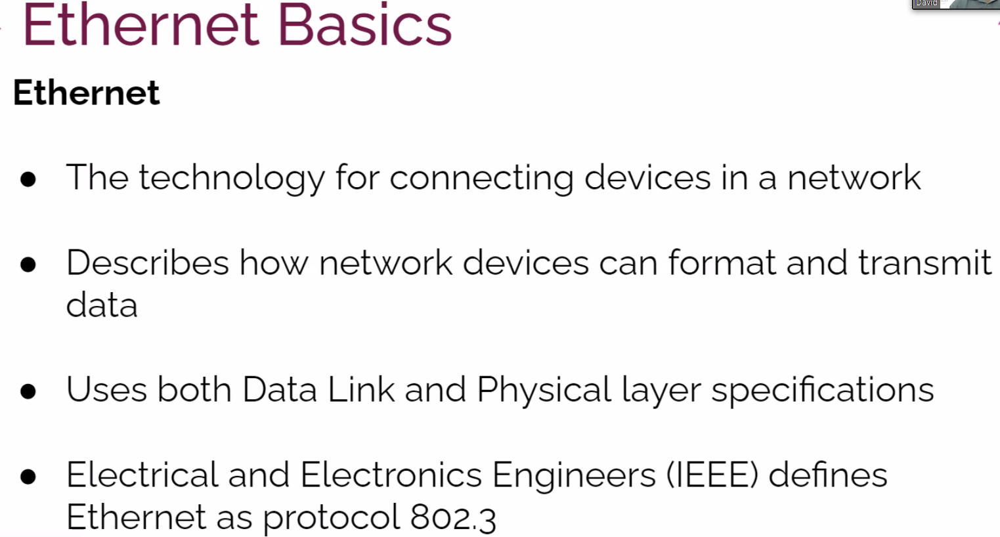 David
Ethernet Basics
Ethernet
● The technology for connecting devices in a network
● Describes how network devices can format and transmit
data
● Uses both Data Link and Physical layer specifications
● Electrical and Electronics Engineers (IEEE) defines
Ethernet as protocol 802.3